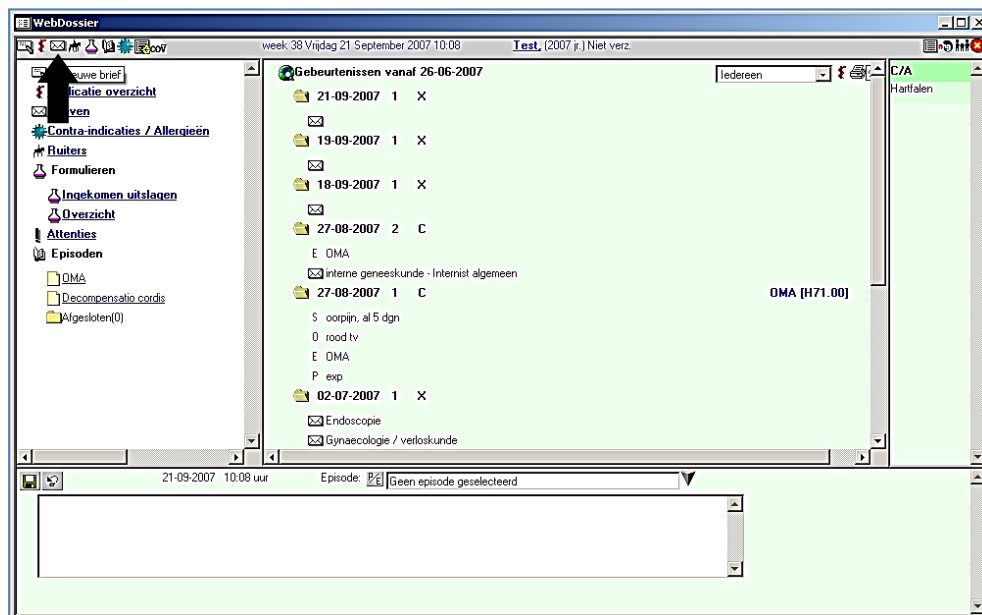 WebDossier
COV
week 38 Vrijdag 21 September 2007 10:08 Test, (2007 jr.) Niet verz.
euwe brief
dicatie overzicht
ven
Contra-indicaties / Allergieën
Ruiters
Formulieren
Ingekomen uitslagen
Overzicht
Attenties
Episoden
OMA
Decompensatio cordis
Afgesloten(0)
Gebeurtenissen vanaf 26-06-2007 Iedereen
21-09-2007 1 X
19-09-2007 1 X
18-09-2007 1 X
27-08-2007 2 C
E OMA
interne geneeskunde - Internist algemeen
27-08-2007 1 C OMA [H71.00]
S oorpijn, al 5 dgn
O rood tv
E OMA
P exp
02-07-2007 1 X
Endoscopie
Gynaecologie / verloskunde
C/A
Hartfalen
21-09-2007 10:08 uur Episode: P/E Geen episode geselecteerd